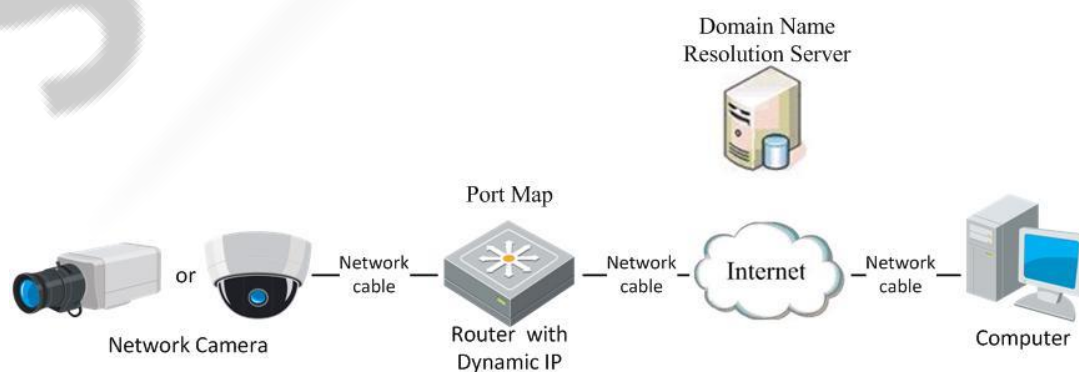 Domain Name
Resolution Server
Port Map
or
Network
cable
Network
cable
Internet
Network
cable
Network Camera
Router with
Dynamic IP
Computer